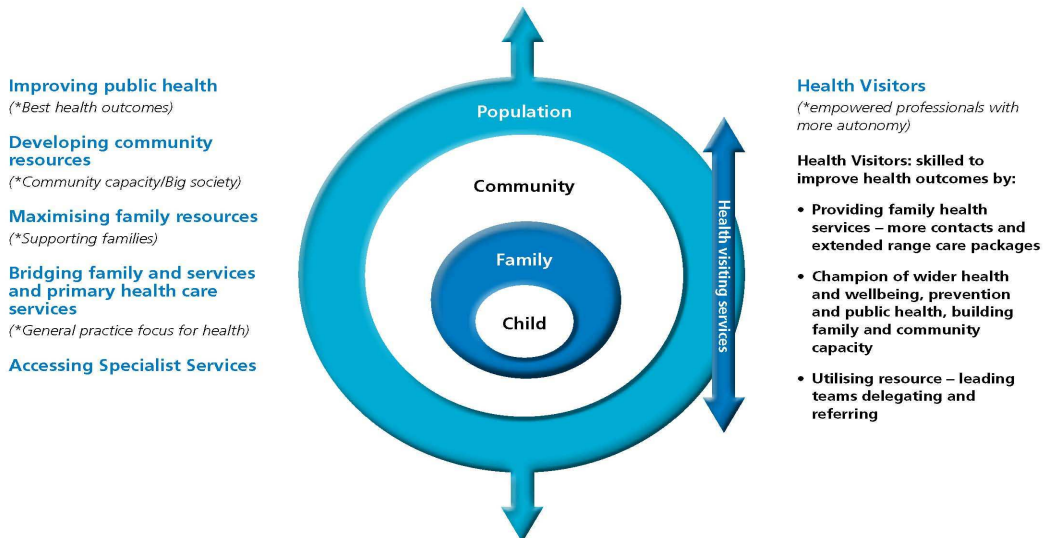 Improving public health
(*Best health outcomes)
Developing community
resources
(*Community capacity/Big society)
Maximising family resources
(*Supporting families)
Bridging family and services
and primary health care
services
(*General practice focus for health)
Accessing Specialist Services
Population
Community
Family
Child
Health visiting services
Health Visitors
(*empowered professionals with
more autonomy)
Health Visitors: skilled to
improve health outcomes by:
• Providing family health
services – more contacts and
extended range care packages
• Champion of wider health
and wellbeing, prevention
and public health, building
family and community
capacity
• Utilising resource – leading
teams delegating and
referring